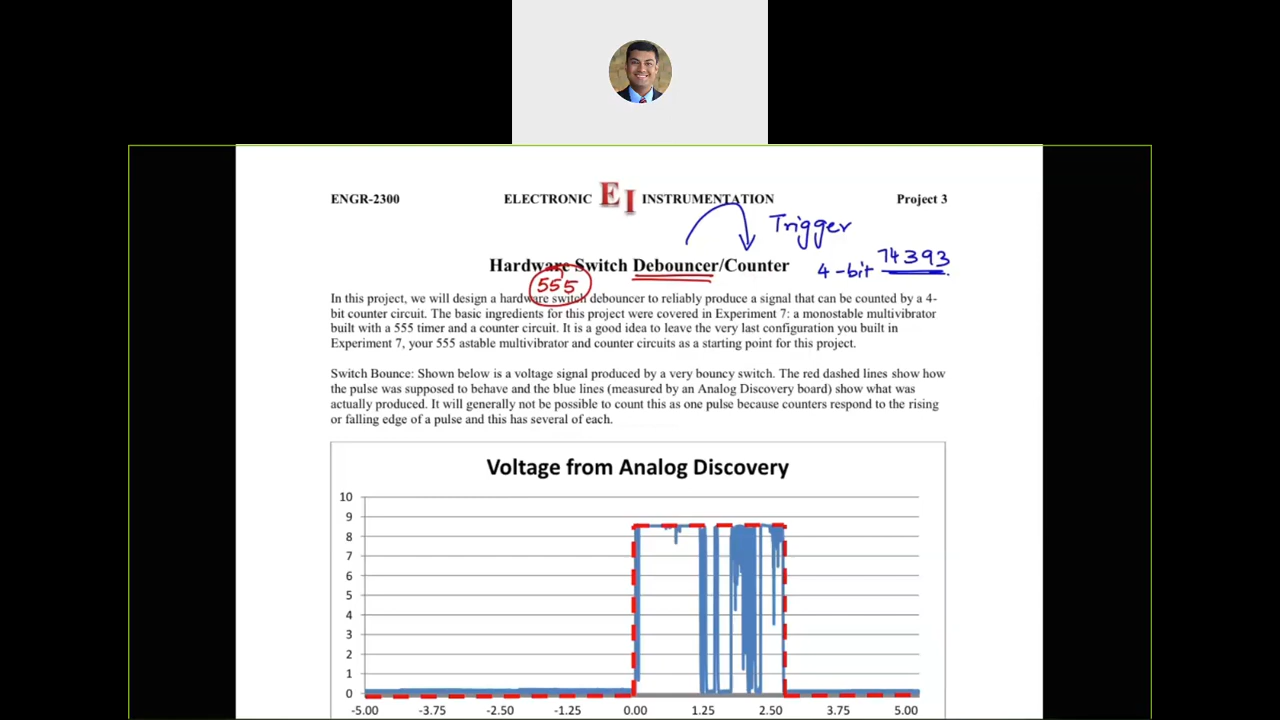 ENGR-2300 ELECTRONIC EI INSTRUMENTATION Project 3
Trigger
Hardware Switch Debouncer/Counter 4-bit 74393
555
In this project, we will design a hardware switch debouncer to reliably produce a signal that can be counted by a 4-
bit counter circuit. The basic ingredients for this project were covered in Experiment 7: a monostable multivibrator
built with a 555 timer and a counter circuit. It is a good idea to leave the very last configuration you built in
Experiment 7, your 555 astable multivibrator and counter circuits as a starting point for this project.
Switch Bounce: Shown below is a voltage signal produced by a very bouncy switch. The red dashed lines show how
the pulse was supposed to behave and the blue lines (measured by an Analog Discovery board) show what was
actually produced. It will generally not be possible to count this as one pulse because counters respond to the rising
or falling edge of a pulse and this has several of each.
Voltage from Analog Discovery
10
9
8
7
6
5
4
3
2
1
0
-5.00 -3.75 -2.50 -1.25 0.00 1.25 2.50 3.75 5.00